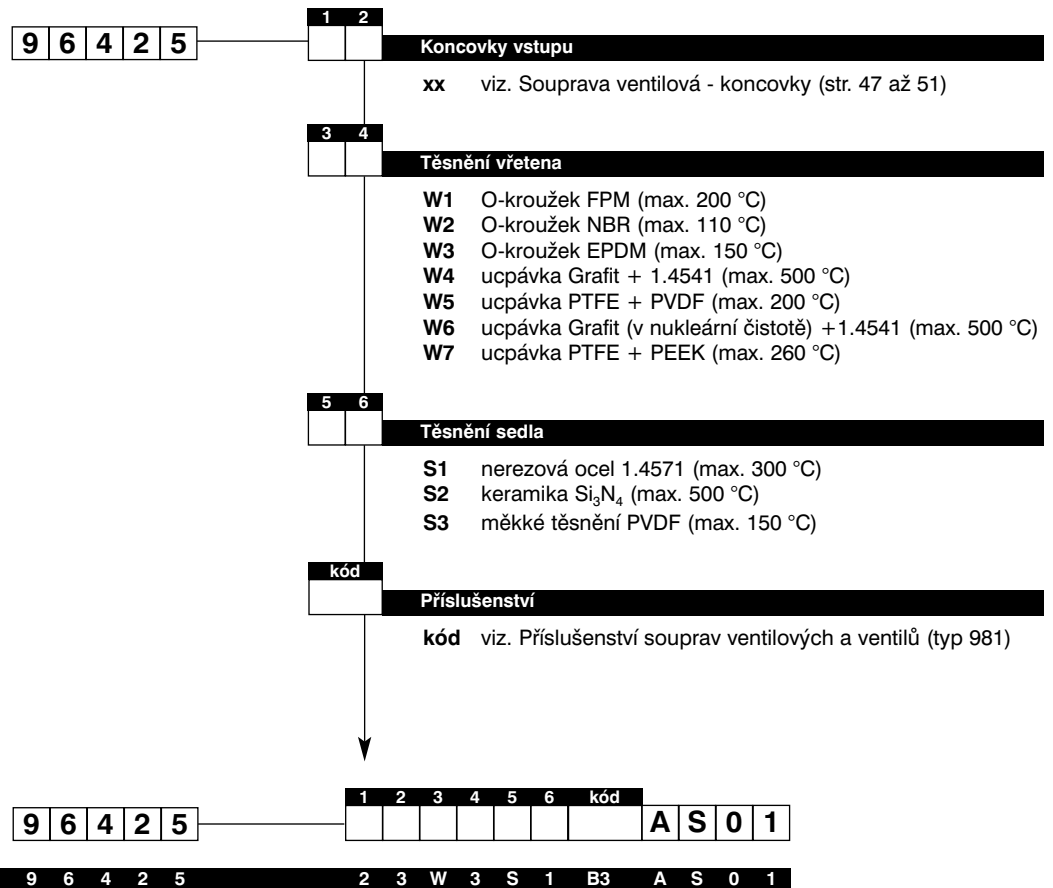 1 2
9 6 4 2 5
Koncovky vstupu
xx viz. Souprava ventilová - koncovky (str. 47 až 51)
3 4
Těsnění vřetena
W1 O-kroužek FPM (max. 200 °C)
W2 O-kroužek NBR (max. 110 °C)
W3 O-kroužek EPDM (max. 150 °C)
W4 ucpávka Grafit + 1.4541 (max. 500 °C)
W5 ucpávka PTFE + PVDF (max. 200 °C)
W6 ucpávka Grafit (v nukleární čistotě) +1.4541 (max. 500 °C)
W7 ucpávka PTFE + PEEK (max. 260 °C)
5 6
Těsnění sedla
S1 nerezová ocel 1.4571 (max. 300 °C)
S2 keramika Si₃N₄ (max. 500 °C)
S3 měkké těsnění PVDF (max. 150 °C)
kód
Příslušenství
kód viz. Příslušenství souprav ventilových a ventilů (typ 981)
1 2 3 4 5 6 kód
9 6 4 2 5 A S 0 1
9 6 4 2 5 2 3 W 3 S 1 B3 A S 0 1